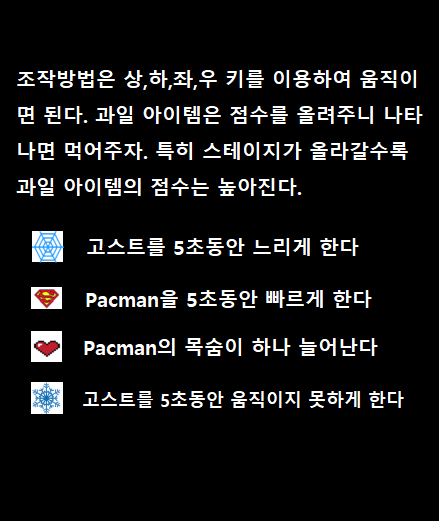 조작방법은 상,하,좌,우 키를 이용하여 움직이
면 된다. 과일 아이템은 점수를 올려주니 나타
나면 먹어주자. 특히 스테이지가 올라갈수록
과일 아이템의 점수는 높아진다.
고스트를 5초동안 느리게 한다
Pacman을 5초동안 빠르게 한다
Pacman의 목숨이 하나 늘어난다
고스트를 5초동안 움직이지 못하게 한다